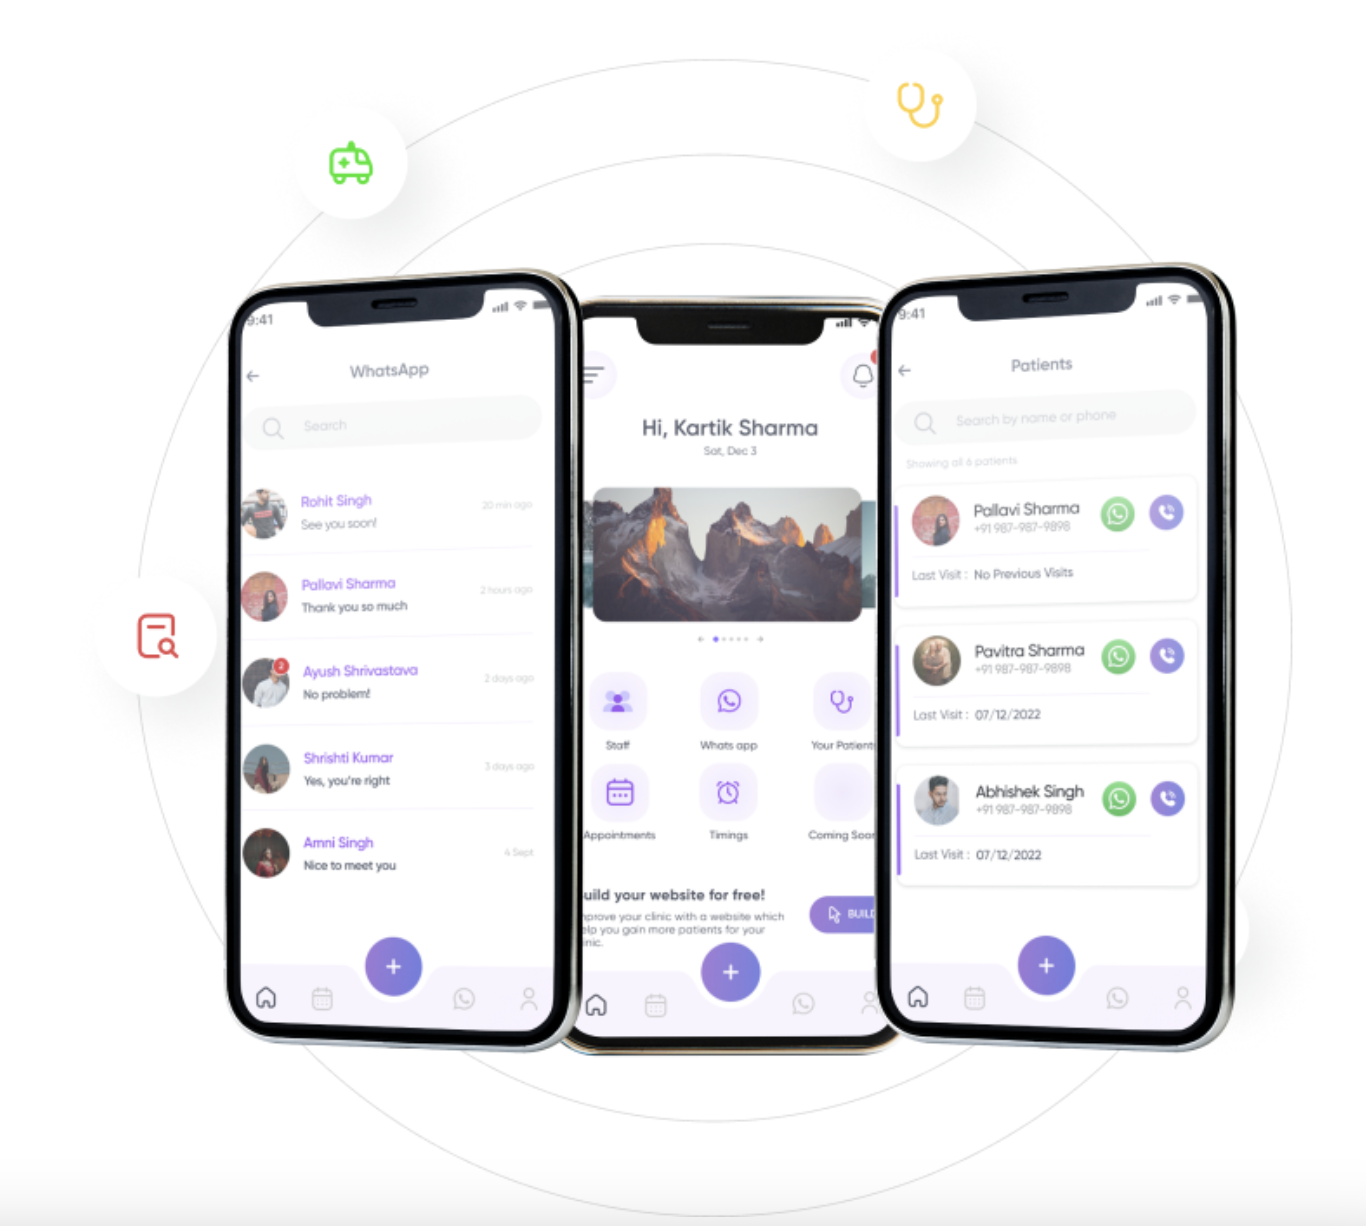 9:41
WhatsApp
Search
Rohit Singh
20 min ago
See you soon!
Pallavi Sharma
2 hours ago
Thank you so much
2
Ayush Shrivastava
2 days ago
No problem!
Shrishti Kumar
3 days ago
Yes, you're right
Amni Singh
4 Sept
Nice to meet you
Hi, Kartik Sharma
Sat, Dec 3
Staff
Whats app
Your Patient
Appointments
Timings
Coming Soon
uild your website for free!
nprove your clinic with a website which
elp you gain more patients for your
inic.
BUILD
9:41
Patients
Search by name or phone
Showing all 6 patients
Pallavi Sharma
+91 987-987-9898
Last Visit : No Previous Visits
Pavitra Sharma
+91 987-987-9898
Last Visit : 07/12/2022
Abhishek Singh
+91 987-987-9898
Last Visit : 07/12/2022